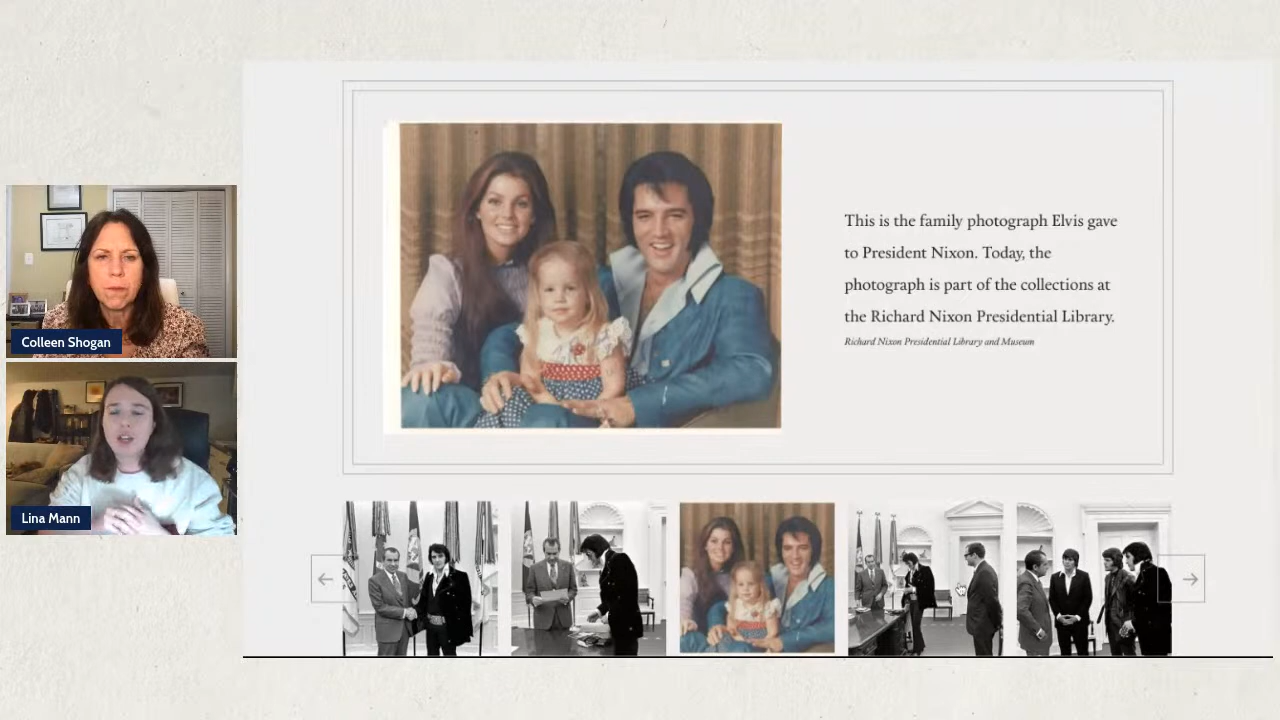 Colleen Shogan
Lina Mann
This is the family photograph Elvis gave
to President Nixon. Today, the
photograph is part of the collections at
the Richard Nixon Presidential Library.
Richard Nixon Presidential Library and Museum